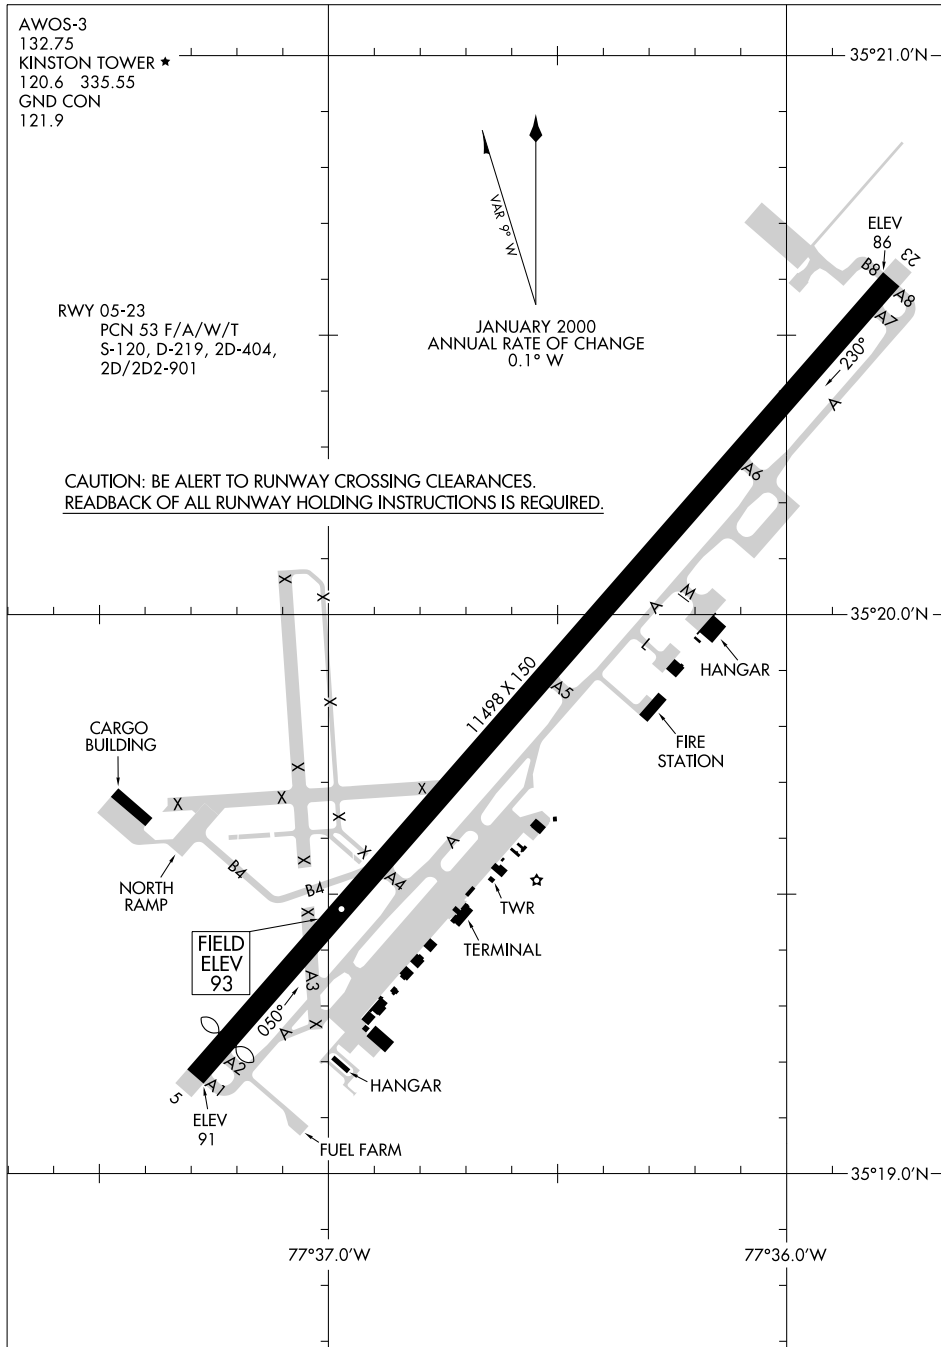 AWOS-3
132.75
KINSTON TOWER ★
120.6 335.55
GND CON
121.9
35°21.0'N
VAR 9° W
JANUARY 2000
ANNUAL RATE OF CHANGE
0.1° W
ELEV
86
23
B8
A8
A7
230°
A
RWY 05-23
PCN 53 F/A/W/T
S-120, D-219, 2D-404,
2D/2D2-901
A6
CAUTION: BE ALERT TO RUNWAY CROSSING CLEARANCES.
READBACK OF ALL RUNWAY HOLDING INSTRUCTIONS IS REQUIRED.
X
X
M
A
35°20.0'N
L
HANGAR
11498 X 150
A5
X
FIRE
STATION
CARGO
BUILDING
X
X
X
X
X
X
A
X
X
B4
B4
A4
NORTH
RAMP
TWR
X
TERMINAL
FIELD
ELEV
93
A3
050°
X
A
A2
A1
5
HANGAR
ELEV
91
FUEL FARM
35°19.0'N
77°37.0'W
77°36.0'W